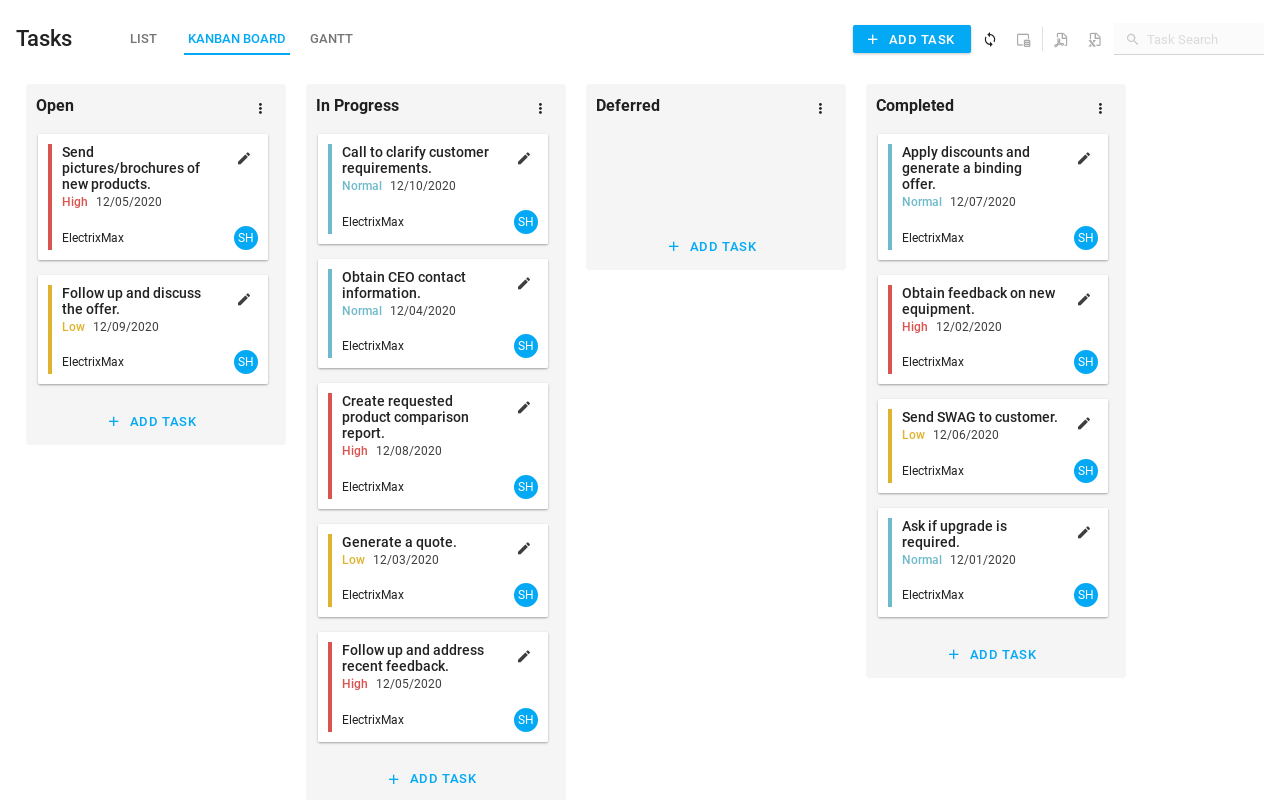 Tasks
LIST
KANBAN BOARD
GANTT
ADD TASK
Task Search
Open
Send
pictures/brochures of
new products.
High 12/05/2020
ElectrixMax
SH
Follow up and discuss
the offer.
Low 12/09/2020
ElectrixMax
SH
ADD TASK
In Progress
Call to clarify customer
requirements.
Normal 12/10/2020
ElectrixMax
SH
Obtain CEO contact
information.
Normal 12/04/2020
ElectrixMax
SH
Create requested
product comparison
report.
High 12/08/2020
ElectrixMax
SH
Generate a quote.
Low 12/03/2020
ElectrixMax
SH
Follow up and address
recent feedback.
High 12/05/2020
ElectrixMax
SH
ADD TASK
Deferred
ADD TASK
Completed
Apply discounts and
generate a binding
offer.
Normal 12/07/2020
ElectrixMax
SH
Obtain feedback on new
equipment.
High 12/02/2020
ElectrixMax
SH
Send SWAG to customer.
Low 12/06/2020
ElectrixMax
SH
Ask if upgrade is
required.
Normal 12/01/2020
ElectrixMax
SH
ADD TASK